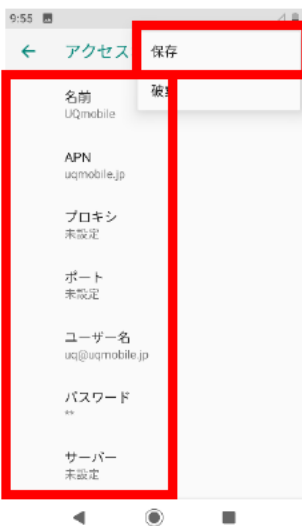 9:55
アクセス
保存
破
名前
UQmobile
APN
uqmobile.jp
プロキシ
未設定
ポート
未設定
ユーザー名
uq@uqmobile.jp
パスワード
**
サーバー
未設定